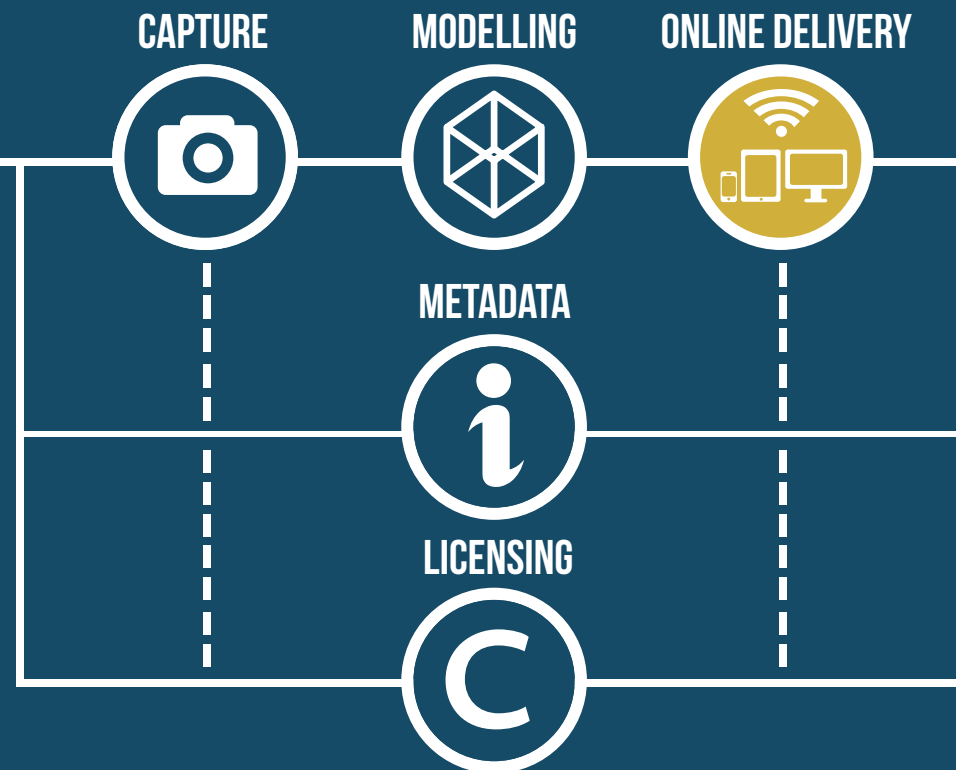 CAPTURE
MODELLING
ONLINE DELIVERY
METADATA
i
LICENSING
C